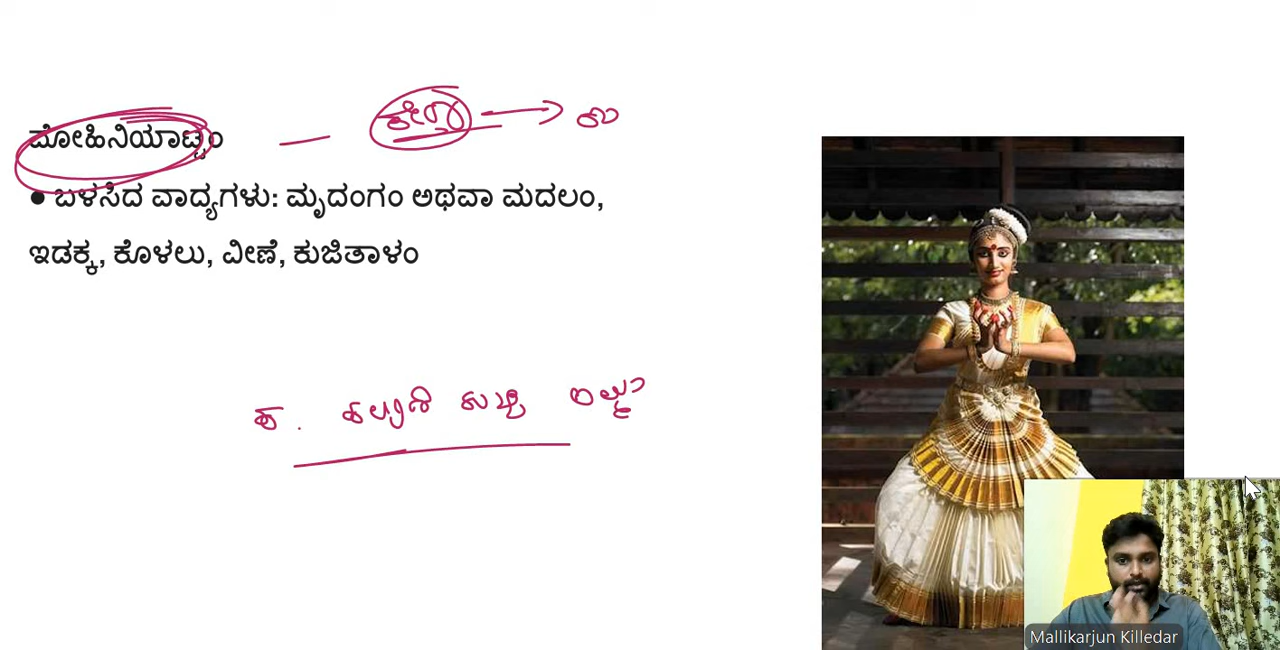 ಮೋಹಿನಿಯಾಟ್ಟಂ — ಕೇರಳ →
● ಬಳಸಿದ ವಾದ್ಯಗಳು: ಮೃದಂಗಂ ಅಥವಾ ಮದಲಂ,
ಇಡಕ್ಕ, ಕೊಳಲು, ವೀಣೆ, ಕುಜಿತಾಳಂ
Mallikarjun Killedar